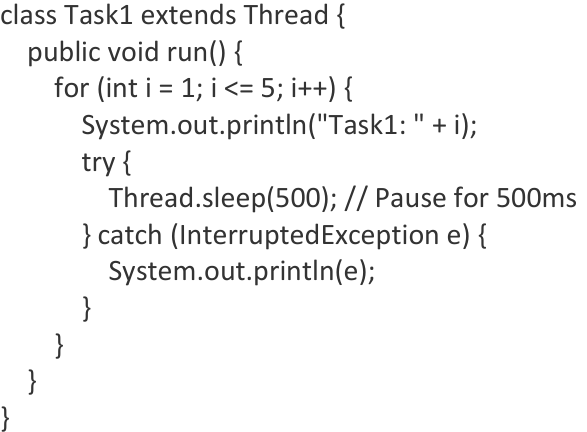 class Task1 extends Thread {
    public void run() {
        for (int i = 1; i <= 5; i++) {
            System.out.println("Task1: " + i);
            try {
                Thread.sleep(500); // Pause for 500ms
            } catch (InterruptedException e) {
                System.out.println(e);
            }
        }
    }
}